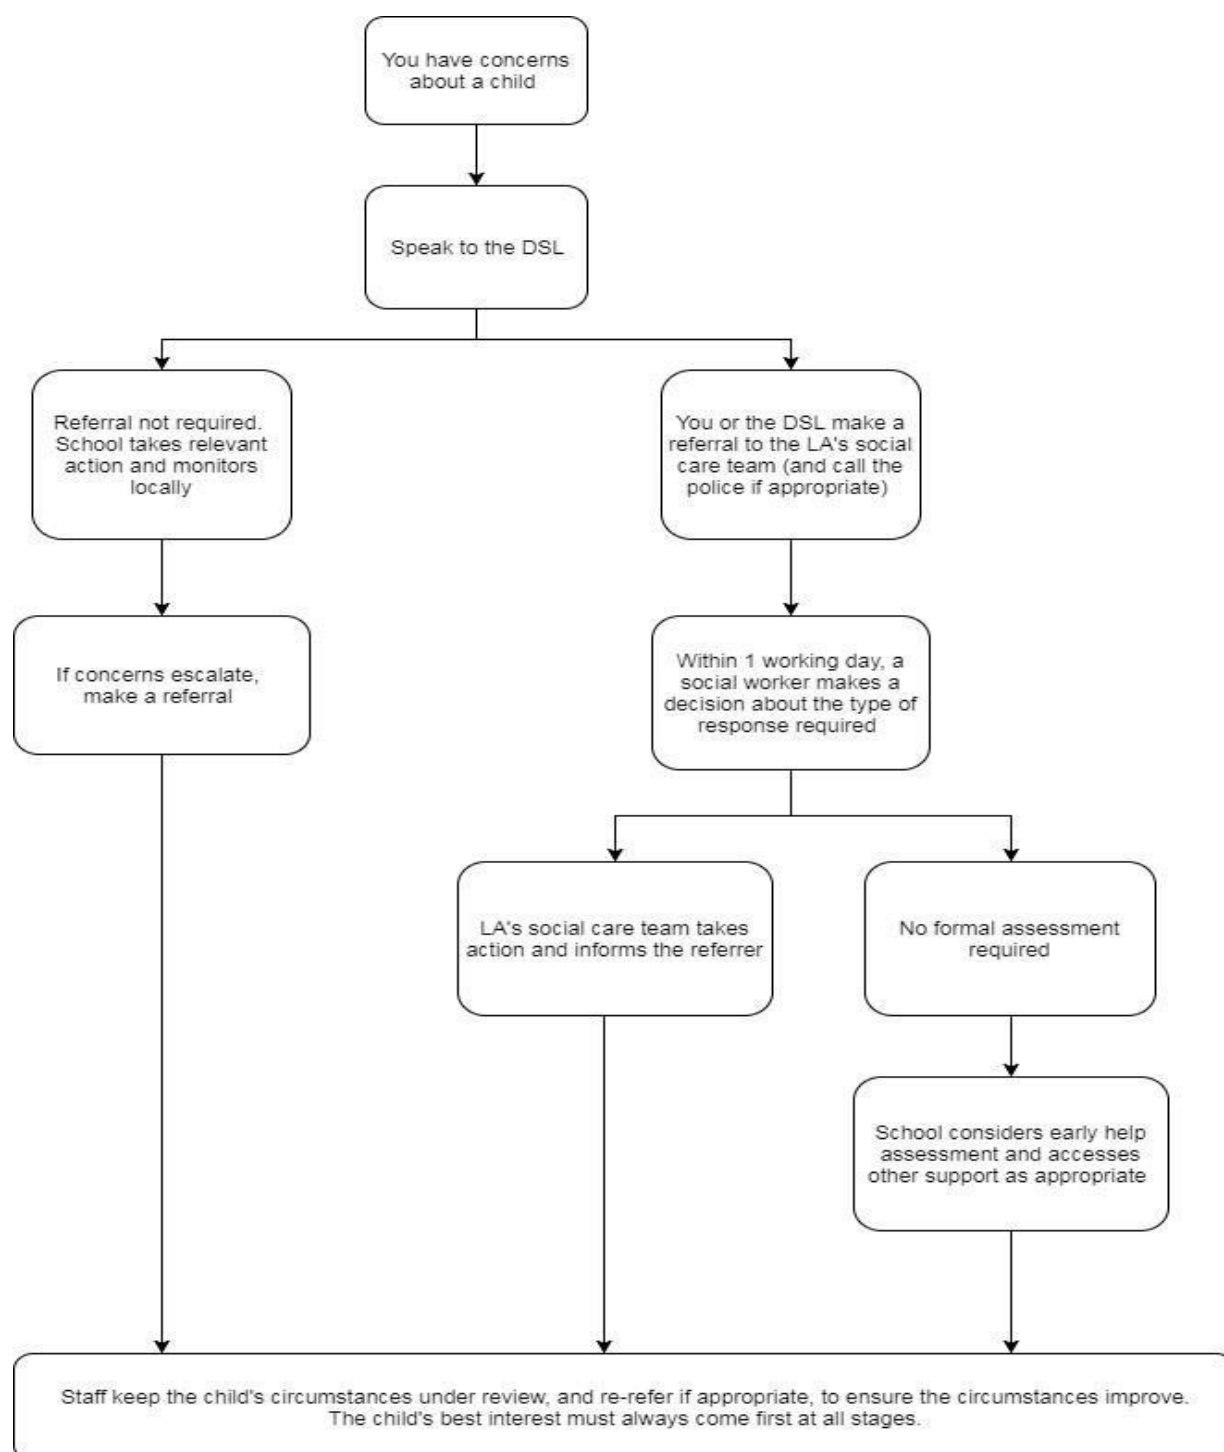 You have concerns
about a child
Speak to the DSL
Referral not required.
School takes relevant
action and monitors
locally
You or the DSL make a
referral to the LA's social
care team (and call the
police if appropriate)
If concerns escalate,
make a referral
Within 1 working day, a
social worker makes a
decision about the type of
response required
LA's social care team takes
action and informs the referrer
No formal assessment
required
School considers early help
assessment and accesses
other support as appropriate
Staff keep the child's circumstances under review, and re-refer if appropriate, to ensure the circumstances improve.
The child's best interest must always come first at all stages.